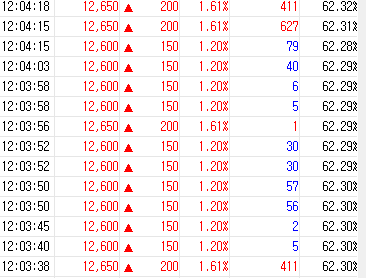 12:04:18 12,650 ▲ 200 1.61% 411 62.32%
12:04:15 12,650 ▲ 200 1.61% 627 62.31%
12:04:15 12,600 ▲ 150 1.20% 79 62.28%
12:04:03 12,600 ▲ 150 1.20% 40 62.29%
12:03:58 12,600 ▲ 150 1.20% 6 62.29%
12:03:58 12,600 ▲ 150 1.20% 5 62.29%
12:03:56 12,650 ▲ 200 1.61% 1 62.29%
12:03:52 12,600 ▲ 150 1.20% 30 62.29%
12:03:52 12,600 ▲ 150 1.20% 30 62.29%
12:03:50 12,600 ▲ 150 1.20% 57 62.30%
12:03:50 12,600 ▲ 150 1.20% 56 62.30%
12:03:45 12,600 ▲ 150 1.20% 2 62.30%
12:03:40 12,600 ▲ 150 1.20% 5 62.30%
12:03:38 12,650 ▲ 200 1.61% 411 62.30%